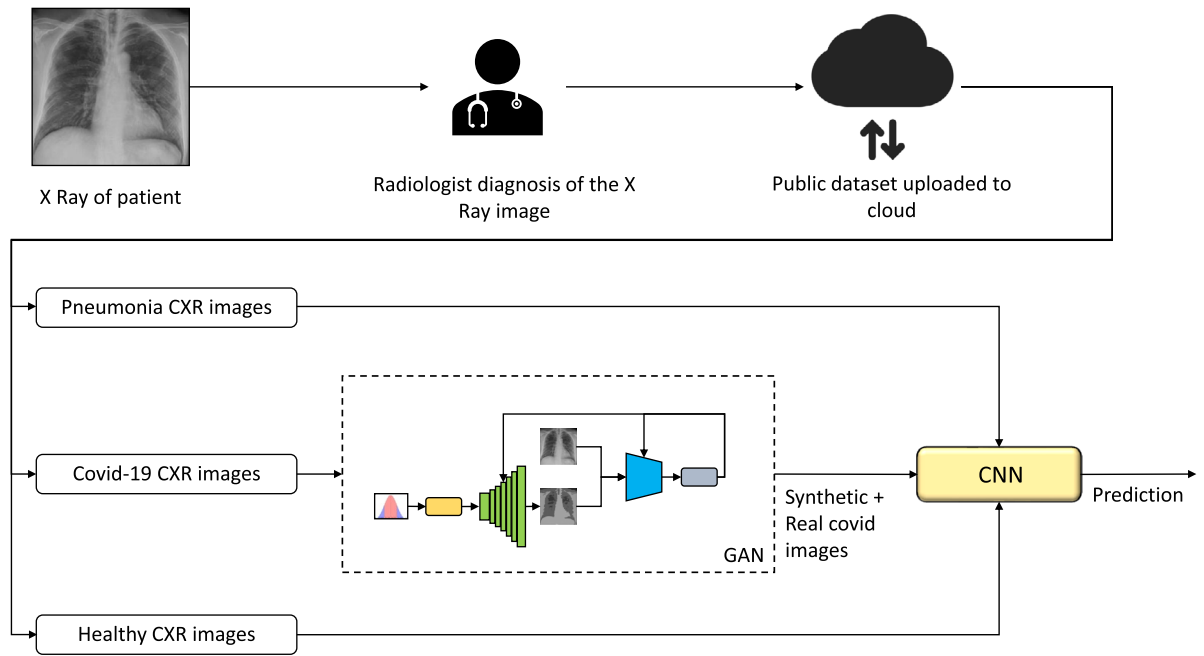 X Ray of patient
Radiologist diagnosis of the X
Ray image
Public dataset uploaded to
cloud
Pneumonia CXR images
Covid-19 CXR images
GAN
Synthetic +
Real covid
images
CNN
Prediction
Healthy CXR images